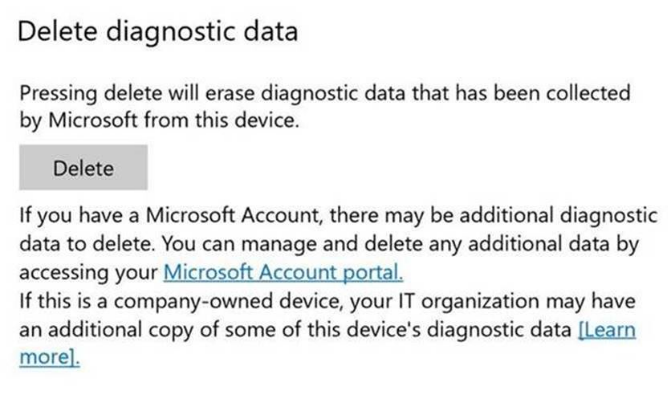 Delete diagnostic data
Pressing delete will erase diagnostic data that has been collected
by Microsoft from this device.
Delete
If you have a Microsoft Account, there may be additional diagnostic
data to delete. You can manage and delete any additional data by
accessing your Microsoft Account portal.
If this is a company-owned device, your IT organization may have
an additional copy of some of this device's diagnostic data [Learn
more].